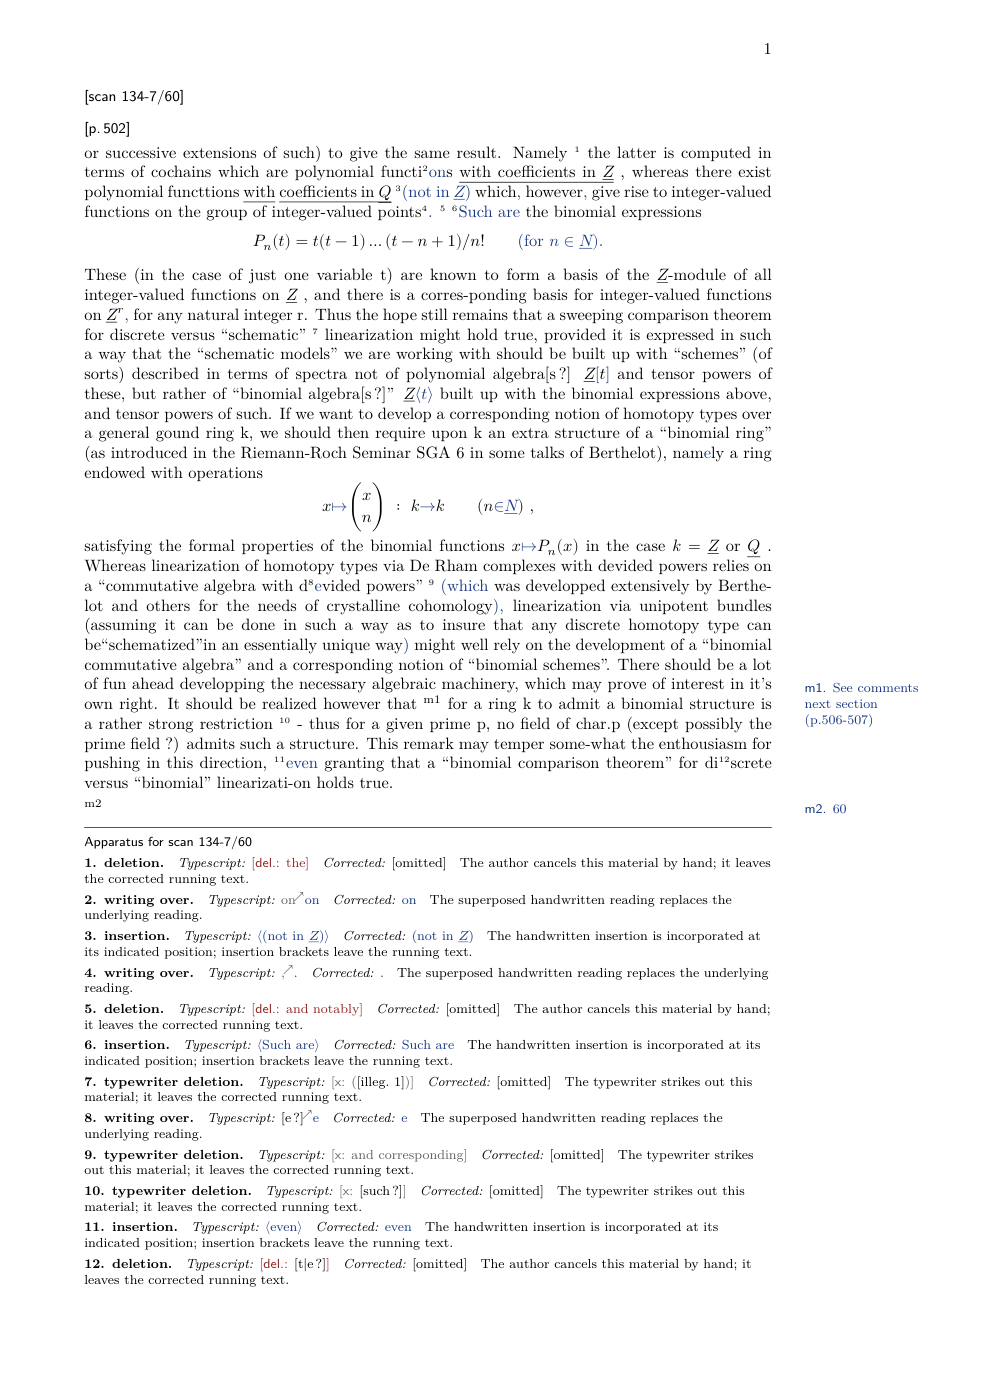 1
[scan 134-7/60]
[p. 502]
or successive extensions of such) to give the same result. Namely ¹ the latter is computed in
terms of cochains which are polynomial functi²ons with coefficients in Z , whereas there exist
polynomial functtions with coefficients in Q ³(not in Z) which, however, give rise to integer-valued
functions on the group of integer-valued points⁴. ⁵ ⁶Such are the binomial expressions
Pₙ(t) = t(t − 1) ... (t − n + 1)/n! (for n ∈ N).
These (in the case of just one variable t) are known to form a basis of the Z-module of all
integer-valued functions on Z , and there is a corres-ponding basis for integer-valued functions
on Zʳ, for any natural integer r. Thus the hope still remains that a sweeping comparison theorem
for discrete versus “schematic” ⁷ linearization might hold true, provided it is expressed in such
a way that the “schematic models” we are working with should be built up with “schemes” (of
sorts) described in terms of spectra not of polynomial algebra[s ?] Z[t] and tensor powers of
these, but rather of “binomial algebra[s ?]” Z⟨t⟩ built up with the binomial expressions above,
and tensor powers of such. If we want to develop a corresponding notion of homotopy types over
a general gound ring k, we should then require upon k an extra structure of a “binomial ring”
(as introduced in the Riemann-Roch Seminar SGA 6 in some talks of Berthelot), namely a ring
endowed with operations
x↦(x n) : k→k (n∈N) ,
satisfying the formal properties of the binomial functions x↦Pₙ(x) in the case k = Z or Q .
Whereas linearization of homotopy types via De Rham complexes with devided powers relies on
a “commutative algebra with d⁸evided powers” ⁹ (which was developped extensively by Berthe-
lot and others for the needs of crystalline cohomology), linearization via unipotent bundles
(assuming it can be done in such a way as to insure that any discrete homotopy type can
be“schematized”in an essentially unique way) might well rely on the development of a “binomial
commutative algebra” and a corresponding notion of “binomial schemes”. There should be a lot
of fun ahead developping the necessary algebraic machinery, which may prove of interest in it's
own right. It should be realized however that m1 for a ring k to admit a binomial structure is
a rather strong restriction ¹⁰ - thus for a given prime p, no field of char.p (except possibly the
prime field ?) admits such a structure. This remark may temper some-what the enthousiasm for
pushing in this direction, ¹¹even granting that a “binomial comparison theorem” for di¹²screte
versus “binomial” linearizati-on holds true.
m2
m1. See comments
next section
(p.506-507)
m2. 60
Apparatus for scan 134-7/60
1. deletion. Typescript: [del.: the] Corrected: [omitted] The author cancels this material by hand; it leaves
the corrected running text.
2. writing over. Typescript: on↗on Corrected: on The superposed handwritten reading replaces the
underlying reading.
3. insertion. Typescript: ⟨(not in Z)⟩ Corrected: (not in Z) The handwritten insertion is incorporated at
its indicated position; insertion brackets leave the running text.
4. writing over. Typescript: ,↗. Corrected: . The superposed handwritten reading replaces the underlying
reading.
5. deletion. Typescript: [del.: and notably] Corrected: [omitted] The author cancels this material by hand;
it leaves the corrected running text.
6. insertion. Typescript: ⟨Such are⟩ Corrected: Such are The handwritten insertion is incorporated at its
indicated position; insertion brackets leave the running text.
7. typewriter deletion. Typescript: [x: ([illeg. 1])] Corrected: [omitted] The typewriter strikes out this
material; it leaves the corrected running text.
8. writing over. Typescript: [e ?]↗e Corrected: e The superposed handwritten reading replaces the
underlying reading.
9. typewriter deletion. Typescript: [x: and corresponding] Corrected: [omitted] The typewriter strikes
out this material; it leaves the corrected running text.
10. typewriter deletion. Typescript: [x: [such ?]] Corrected: [omitted] The typewriter strikes out this
material; it leaves the corrected running text.
11. insertion. Typescript: ⟨even⟩ Corrected: even The handwritten insertion is incorporated at its
indicated position; insertion brackets leave the running text.
12. deletion. Typescript: [del.: [t|e ?]] Corrected: [omitted] The author cancels this material by hand; it
leaves the corrected running text.